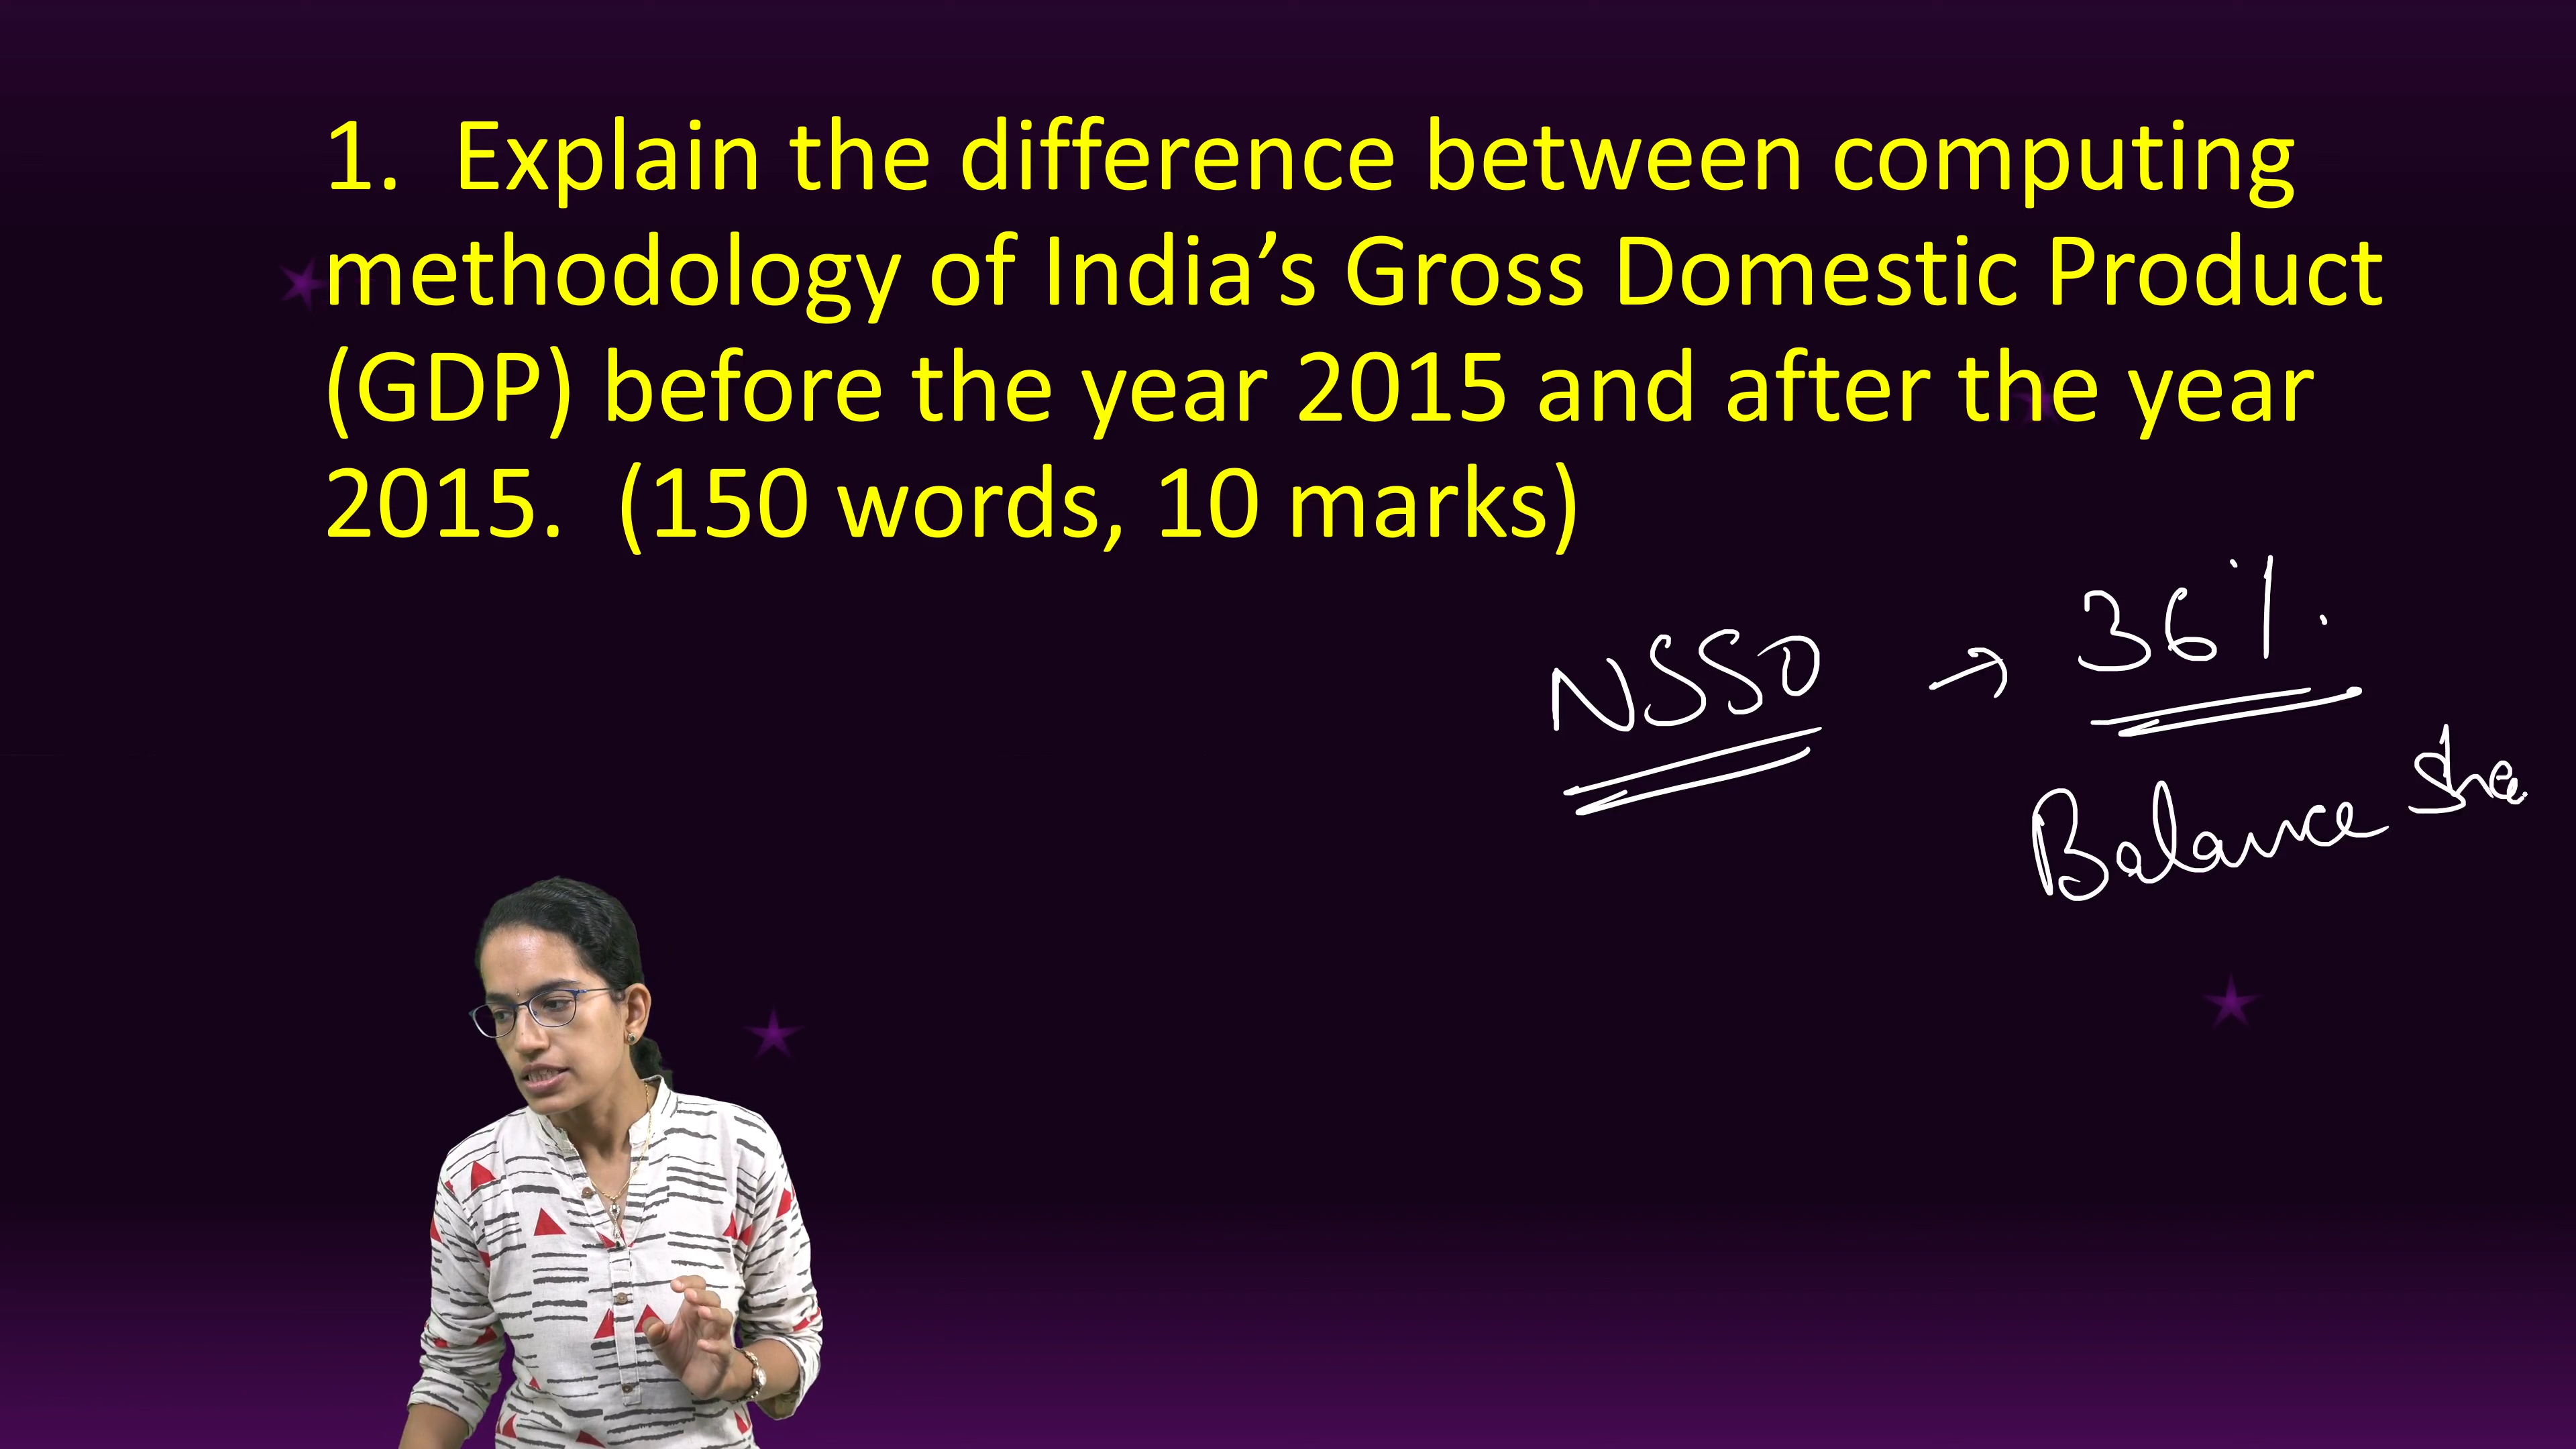 1. Explain the difference between computing
methodology of India’s Gross Domestic Product
(GDP) before the year 2015 and after the year
2015. (150 words, 10 marks)
NSSO → 36%.
Balance Shee